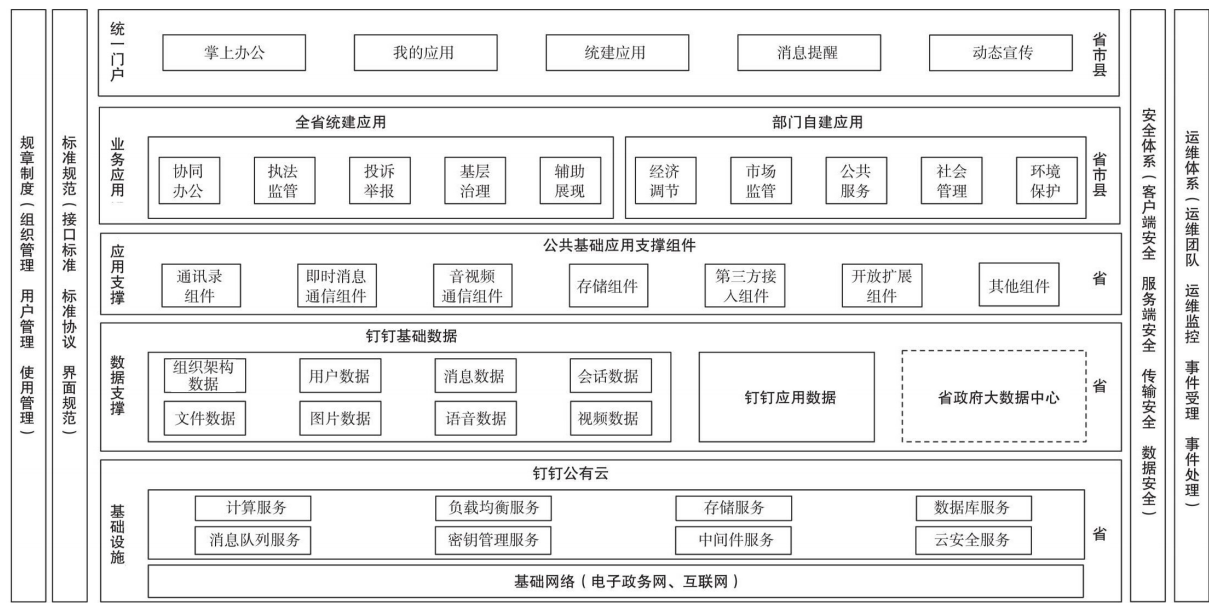 规章制度（组织管理 用户管理 使用管理）
标准规范（接口标准 标准协议 界面规范）
统一门户
掌上办公
我的应用
统建应用
消息提醒
动态宣传
省市县
业务应用
全省统建应用
协同
办公
执法
监管
投诉
举报
基层
治理
辅助
展现
部门自建应用
经济
调节
市场
监管
公共
服务
社会
管理
环境
保护
省市县
应用支撑
公共基础应用支撑组件
通讯录
组件
即时消息
通信组件
音视频
通信组件
存储组件
第三方接
入组件
开放扩展
组件
其他组件
省
数据支撑
钉钉基础数据
组织架构
数据
用户数据
消息数据
会话数据
文件数据
图片数据
语音数据
视频数据
钉钉应用数据
省政府大数据中心
省
基础设施
钉钉公有云
计算服务
负载均衡服务
存储服务
数据库服务
消息队列服务
密钥管理服务
中间件服务
云安全服务
省
基础网络（电子政务网、互联网）
安全体系（客户端安全 服务端安全 传输安全 数据安全）
运维体系（运维团队 运维监控 事件受理 事件处理）